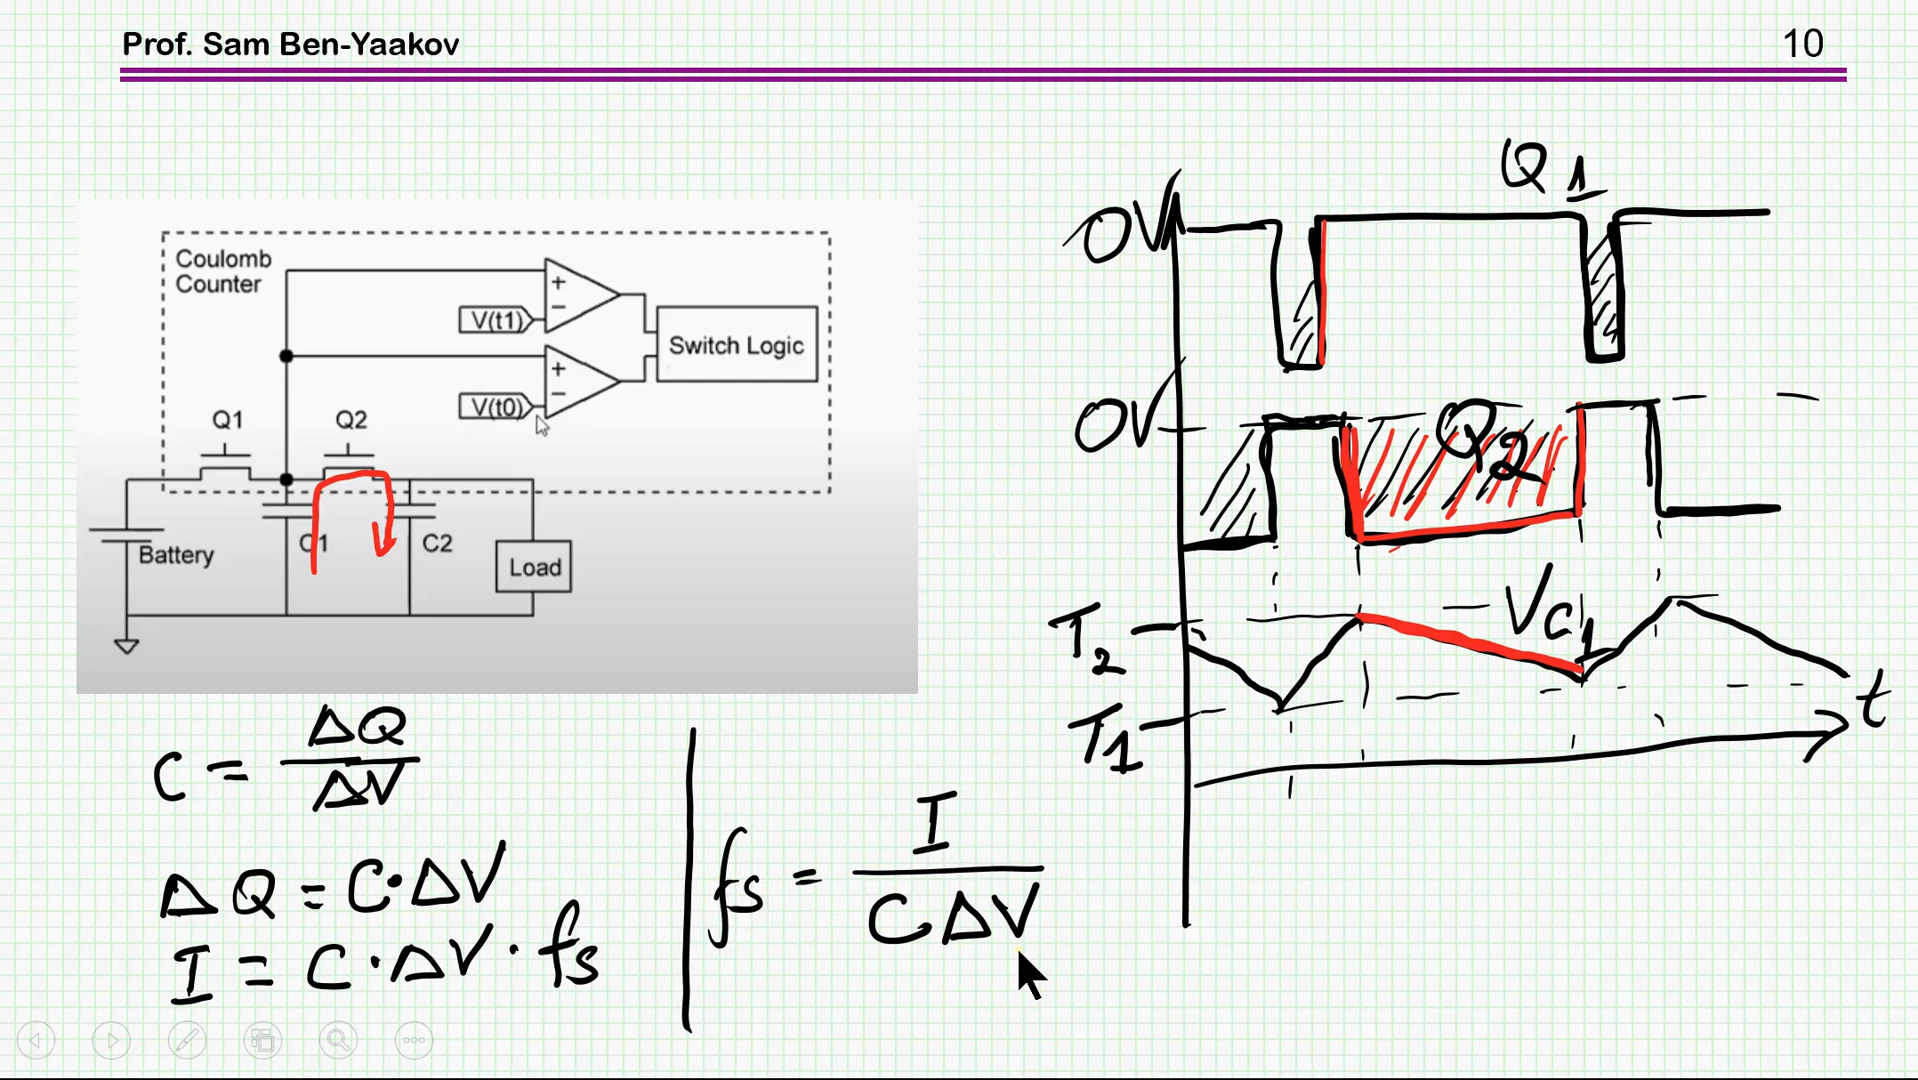 Prof. Sam Ben-Yaakov
10
Coulomb
Counter
V(t1)
V(t0)
+
−
+
−
Switch Logic
Q1
Q2
Battery
C1
C2
Load
Q1
0V
0V
Q2
T2
VC1
T1
t
C = ΔQ / ΔV
ΔQ = C·ΔV
I = C·ΔV·fs
fs = I / CΔV